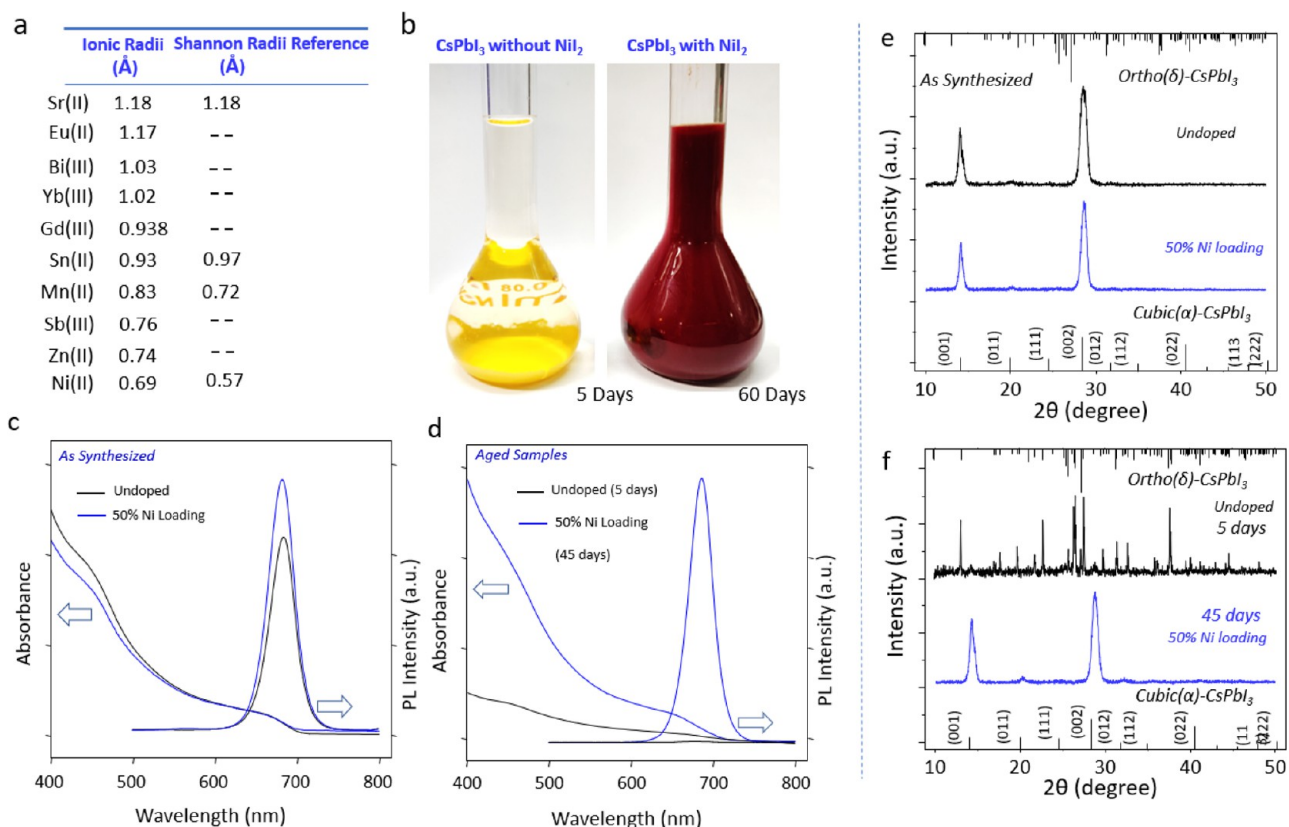 a
Ionic Radii Shannon Radii Reference
(Å) (Å)
Sr(II) 1.18 1.18
Eu(II) 1.17 --
Bi(III) 1.03 --
Yb(III) 1.02 --
Gd(III) 0.938 --
Sn(II) 0.93 0.97
Mn(II) 0.83 0.72
Sb(III) 0.76 --
Zn(II) 0.74 --
Ni(II) 0.69 0.57
b
CsPbI3 without NiI2
CsPbI3 with NiI2
5 Days
60 Days
c
As Synthesized
Undoped
50% Ni Loading
Absorbance
PL Intensity (a.u.)
400 500 600 700 800
Wavelength (nm)
d
Aged Samples
Undoped (5 days)
50% Ni Loading
(45 days)
Absorbance
PL Intensity (a.u.)
400 500 600 700 800
Wavelength (nm)
e
As Synthesized
Ortho(δ)-CsPbI3
Undoped
50% Ni loading
Cubic(α)-CsPbI3
Intensity (a.u.)
(001) (011) (111) (002) (012) (112) (022) (113 (222)
10 20 30 40 50
2θ (degree)
f
Ortho(δ)-CsPbI3
Undoped
5 days
45 days
50% Ni loading
Cubic(α)-CsPbI3
Intensity (a.u.)
(001) (011) (111) (002) (012) (112) (022) (11 (222)
10 20 30 40 50
2θ (degree)